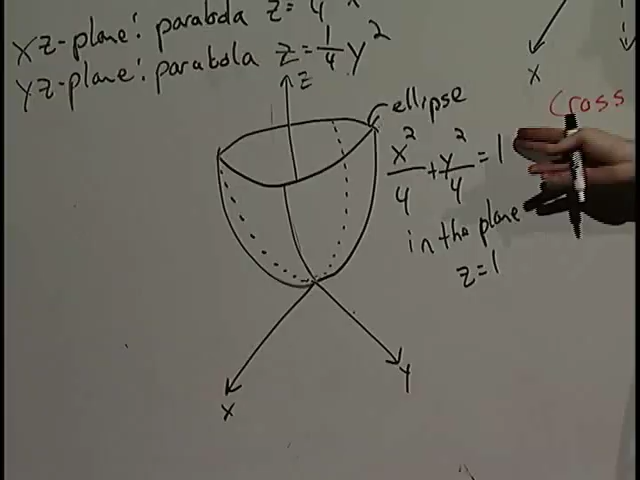 XZ-plane: parabola z = 1/4 x
YZ-plane: parabola z = 1/4 y^2
z
ellipse
x^2/4 + y^2/4 = 1
in the plane
z=1
x
y
x
Cross